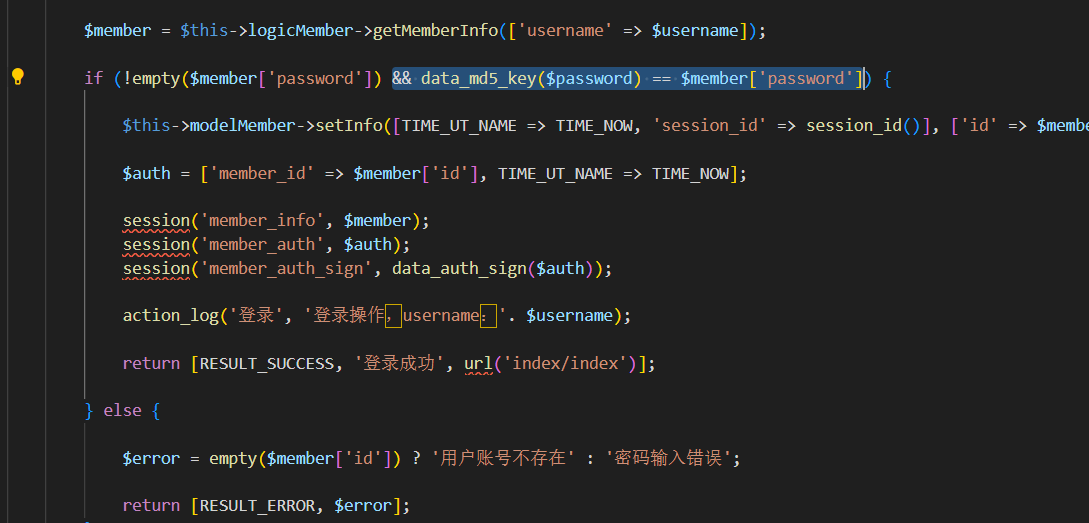 $member = $this->logicMember->getMemberInfo(['username' => $username]);
if (!empty($member['password']) && data_md5_key($password) == $member['password']) {
$this->modelMember->setInfo([TIME_UT_NAME => TIME_NOW, 'session_id' => session_id()], ['id' => $membe
$auth = ['member_id' => $member['id'], TIME_UT_NAME => TIME_NOW];
session('member_info', $member);
session('member_auth', $auth);
session('member_auth_sign', data_auth_sign($auth));
action_log('登录', '登录操作，username：'. $username);
return [RESULT_SUCCESS, '登录成功', url('index/index')];
} else {
$error = empty($member['id']) ? '用户账号不存在' : '密码输入错误';
return [RESULT_ERROR, $error];